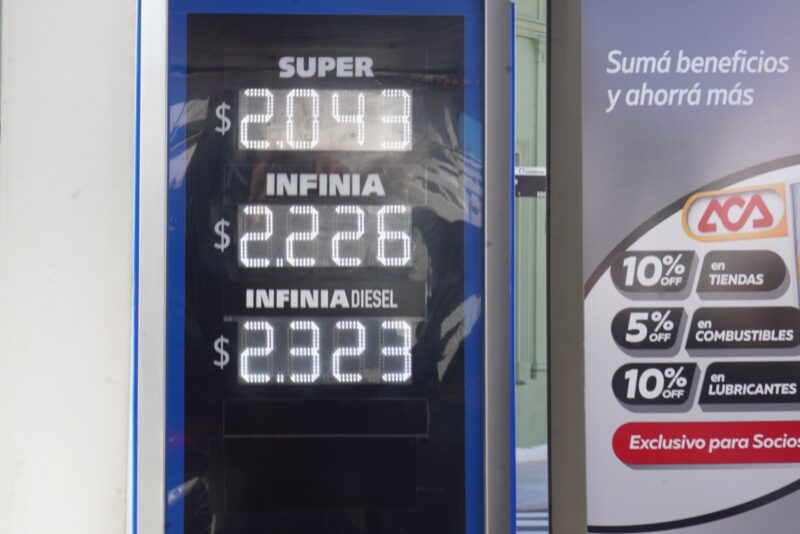 SUPER
$ 2.043
INFINIA
$ 2.226
INFINIA DIESEL
$ 2.323
Sumá beneficios
y ahorrá más
ACA
10% OFF en TIENDAS
5% OFF en COMBUSTIBLES
10% OFF en LUBRICANTES
Exclusivo para Socios